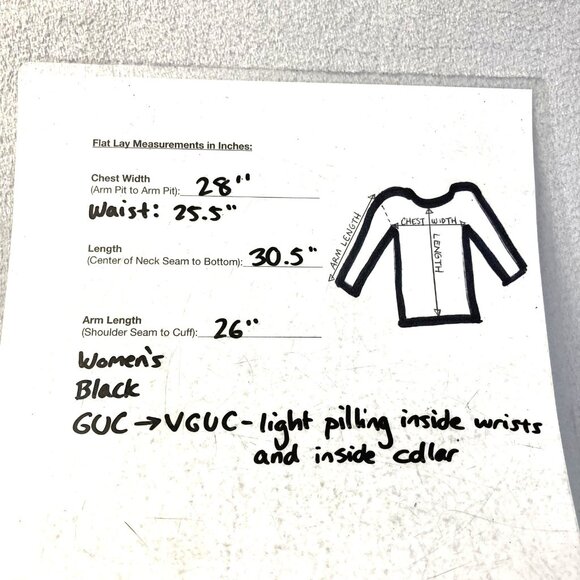 Flat Lay Measurements in Inches:
Chest Width
(Arm Pit to Arm Pit): 28"
Waist: 25.5"
Length
(Center of Neck Seam to Bottom): 30.5"
Arm Length
(Shoulder Seam to Cuff): 26"
ARM LENGTH
CHEST WIDTH
LENGTH
Women's
Black
GUC → VGUC - light pilling inside wrists
and inside collar